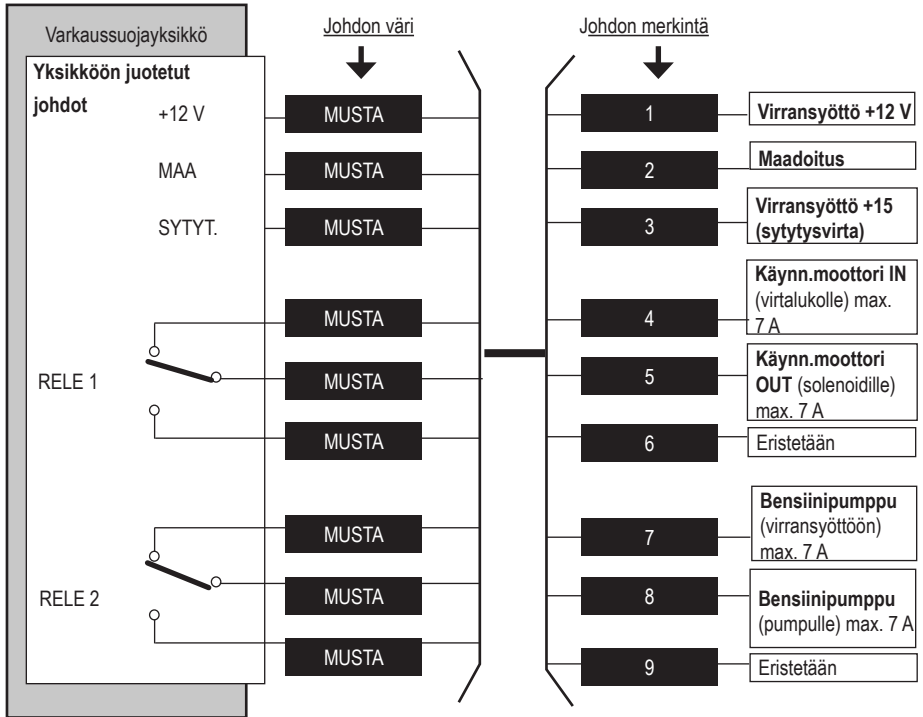 Varkaussuojayksikkö
Johdon väri
Johdon merkintä
Yksikköön juotetut
johdot
+12 V
MUSTA
1
Virransyöttö +12 V
MAA
MUSTA
2
Maadoitus
SYTYT.
MUSTA
3
Virransyöttö +15
(sytytysvirta)
RELE 1
MUSTA
4
Käynn.moottori IN
(virtalukolle) max.
7 A
MUSTA
5
Käynn.moottori
OUT (solenoidille)
max. 7 A
MUSTA
6
Eristetään
RELE 2
MUSTA
7
Bensiinipumppu
(virransyöttöön)
max. 7 A
MUSTA
8
Bensiinipumppu
(pumpulle) max. 7 A
MUSTA
9
Eristetään